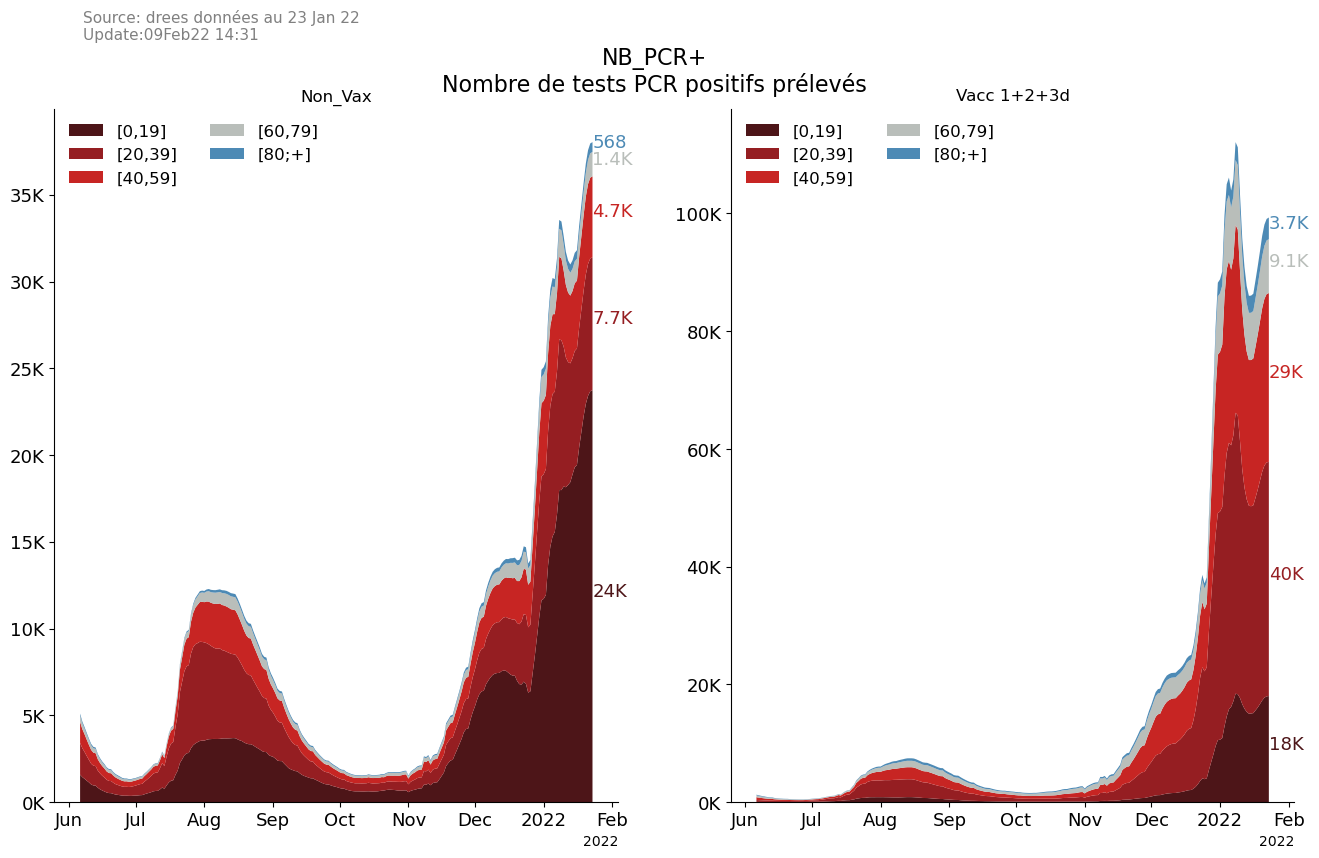 Source: drees données au 23 Jan 22
Update:09Feb22 14:31
NB_PCR+
Nombre de tests PCR positifs prélevés
Non_Vax
[0,19]
[20,39]
[40,59]
[60,79]
[80;+]
568
1.4K
4.7K
7.7K
24K
35K
30K
25K
20K
15K
10K
5K
0K
Jun Jul Aug Sep Oct Nov Dec 2022 Feb
2022
Vacc 1+2+3d
[0,19]
[20,39]
[40,59]
[60,79]
[80;+]
3.7K
9.1K
29K
40K
18K
100K
80K
60K
40K
20K
0K
Jun Jul Aug Sep Oct Nov Dec 2022 Feb
2022